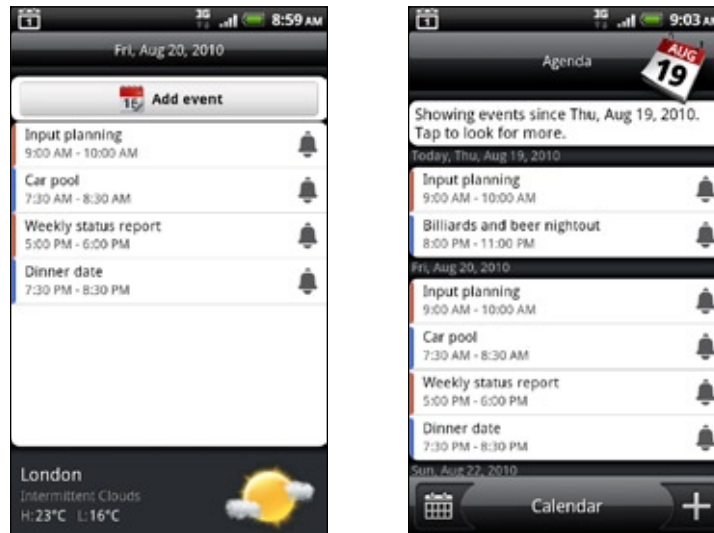 1
3G
8:59 AM
Fri, Aug 20, 2010
Add event
Input planning
9:00 AM - 10:00 AM
Car pool
7:30 AM - 8:30 AM
Weekly status report
5:00 PM - 6:00 PM
Dinner date
7:30 PM - 8:30 PM
London
Intermittent Clouds
H:23°C L:16°C
1
3G
9:03 AM
Agenda
AUG
19
Showing events since Thu, Aug 19, 2010.
Tap to look for more.
Today, Thu, Aug 19, 2010
Input planning
9:00 AM - 10:00 AM
Billiards and beer nightout
8:00 PM - 11:00 PM
Fri, Aug 20, 2010
Input planning
9:00 AM - 10:00 AM
Car pool
7:30 AM - 8:30 AM
Weekly status report
5:00 PM - 6:00 PM
Dinner date
7:30 PM - 8:30 PM
Sun, Aug 22, 2010
Calendar